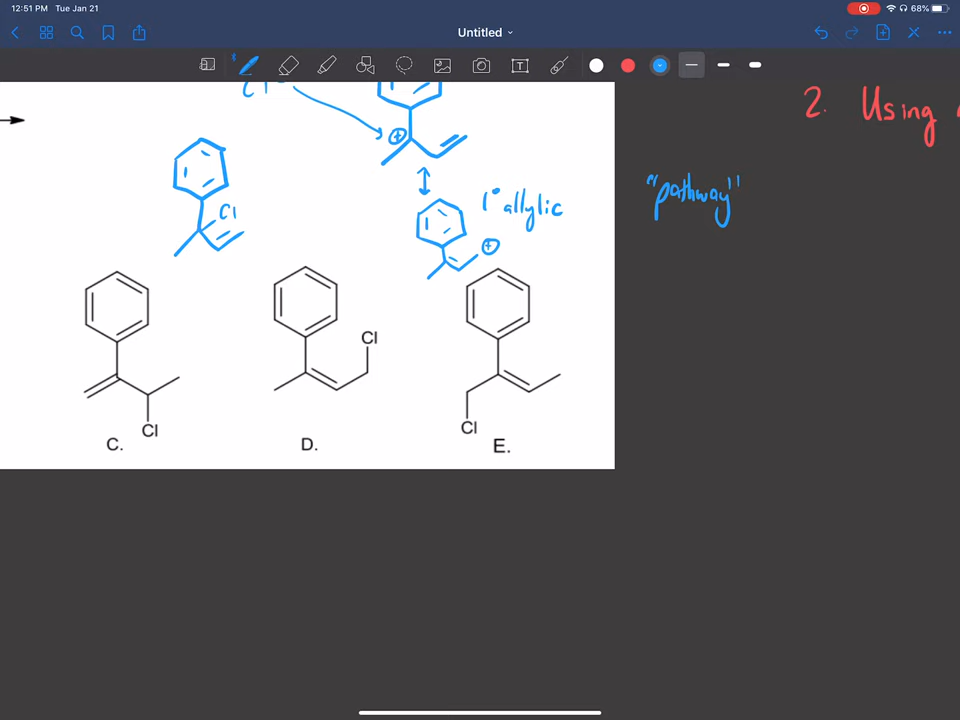 12:51 PM Tue Jan 21
68%
Untitled
T
Cl
2. Using
⊕
"pathway"
1° allylic
Cl
⊕
Cl
Cl
Cl
C. D. E.